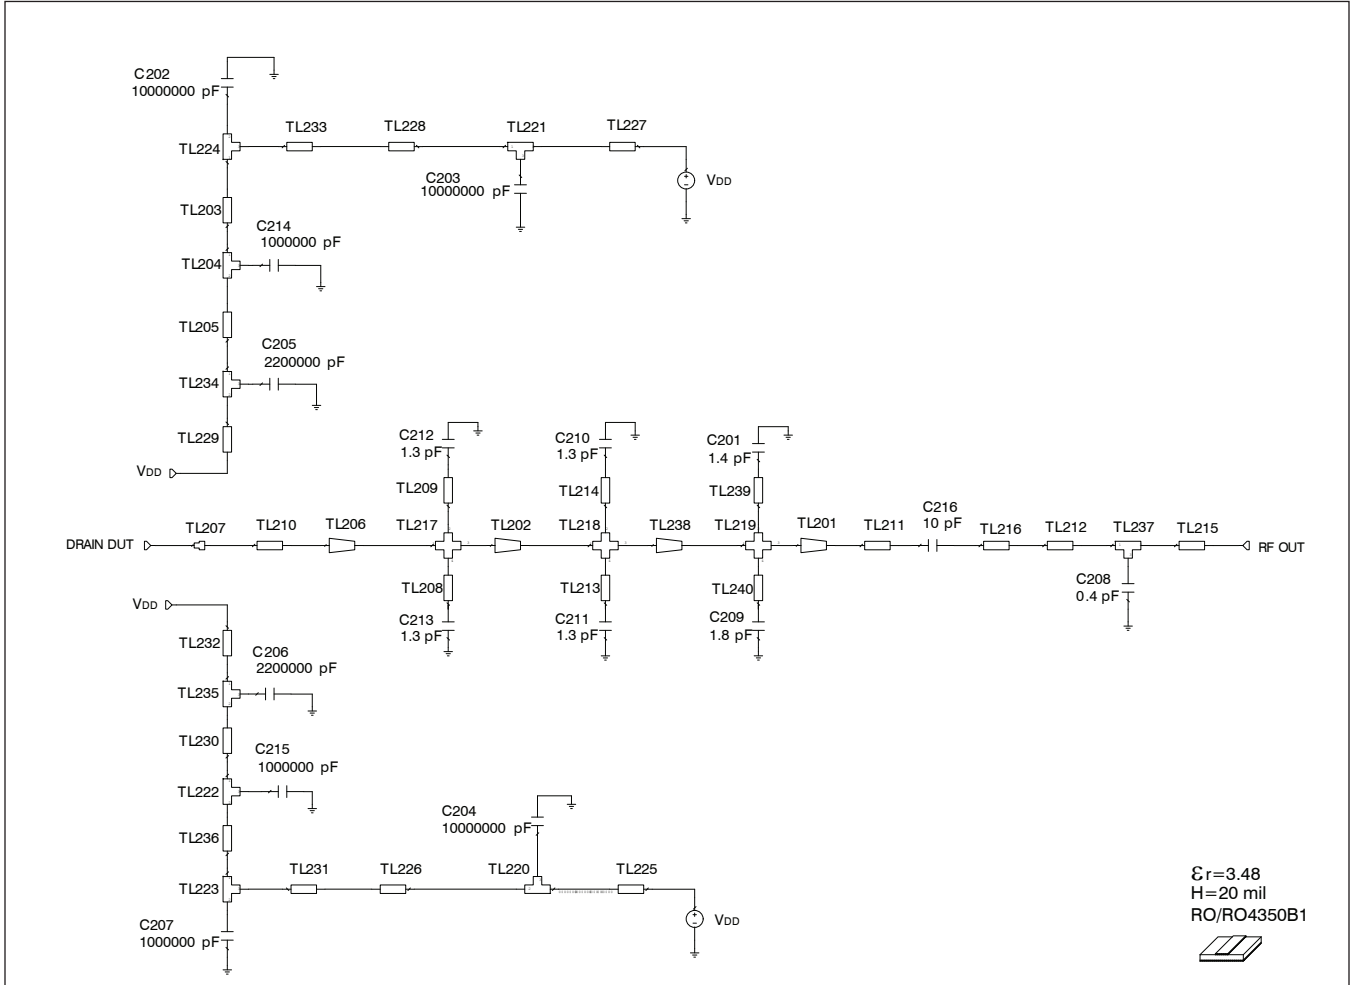 C202
10000000 pF
TL224
TL233
TL228
TL221
TL227
C203
10000000 pF
VDD
TL203
C214
1000000 pF
TL204
TL205
C205
2200000 pF
TL234
TL229
VDD
C212
1.3 pF
C210
1.3 pF
C201
1.4 pF
TL209
TL214
TL239
DRAIN DUT
TL207
TL210
TL206
TL217
TL202
TL218
TL238
TL219
TL201
TL211
C216
10 pF
TL216
TL212
TL237
TL215
RF OUT
TL208
TL213
TL240
C208
0.4 pF
C213
1.3 pF
C211
1.3 pF
C209
1.8 pF
VDD
TL232
C206
2200000 pF
TL235
TL230
C215
1000000 pF
TL222
TL236
C204
10000000 pF
TL223
TL231
TL226
TL220
TL225
VDD
C207
1000000 pF
εr=3.48
H=20 mil
RO/RO4350B1